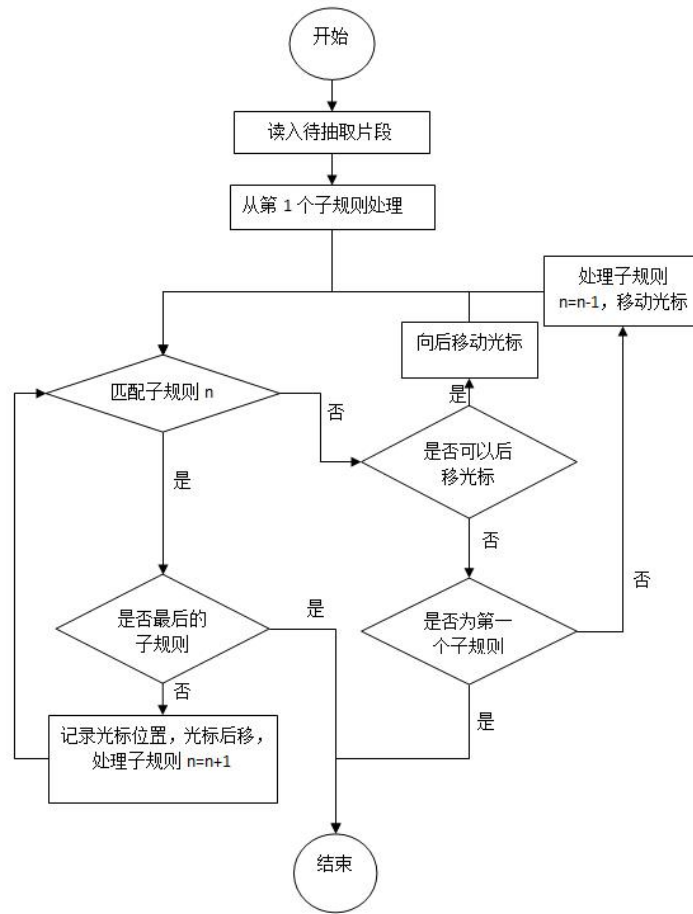 开始
读入待抽取片段
从第 1 个子规则处理
处理子规则
n=n-1，移动光标
向后移动光标
匹配子规则 n
否
是
是否可以后
移光标
是
否
是否最后的
子规则
是
是否为第一
个子规则
否
否
是
记录光标位置，光标后移，
处理子规则 n=n+1
结束